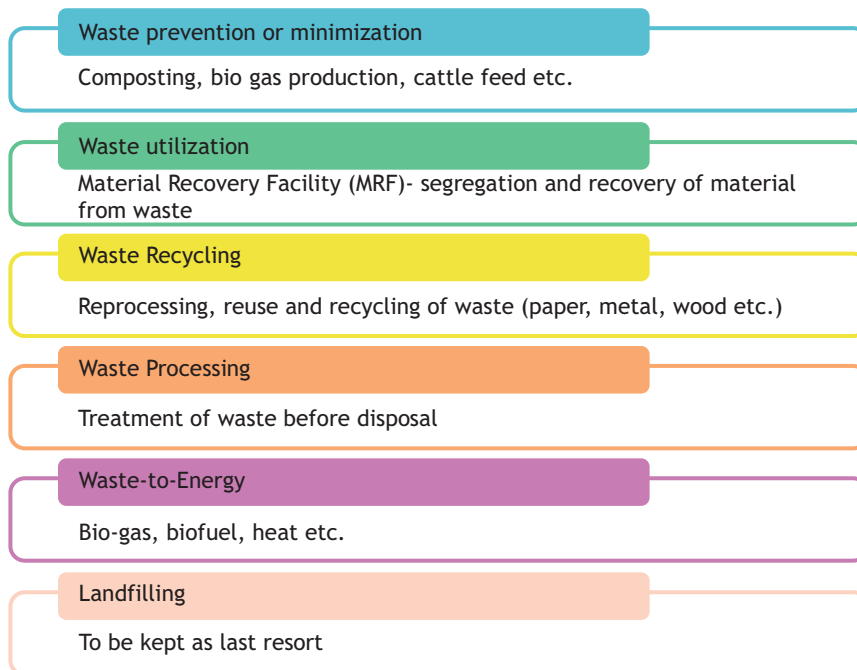 Waste prevention or minimization
Composting, bio gas production, cattle feed etc.
Waste utilization
Material Recovery Facility (MRF)- segregation and recovery of material
from waste
Waste Recycling
Reprocessing, reuse and recycling of waste (paper, metal, wood etc.)
Waste Processing
Treatment of waste before disposal
Waste-to-Energy
Bio-gas, biofuel, heat etc.
Landfilling
To be kept as last resort